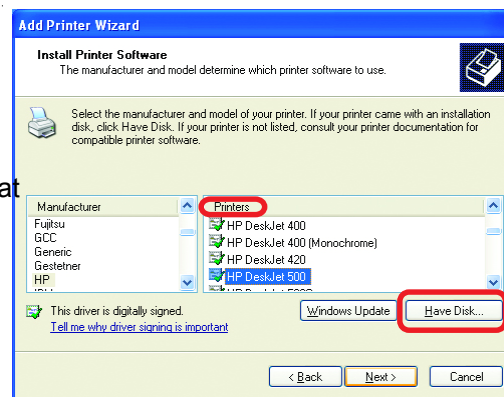 Add Printer Wizard
Install Printer Software
The manufacturer and model determine which printer software to use.
Select the manufacturer and model of your printer. If your printer came with an installation
disk, click Have Disk. If your printer is not listed, consult your printer documentation for
compatible printer software.
at
Manufacturer
Fujitsu
GCC
Generic
Gestetner
HP
Printers
HP DeskJet 400
HP DeskJet 400 (Monochrome)
HP DeskJet 420
HP DeskJet 500
This driver is digitally signed.
Tell me why driver signing is important
Windows Update
Have Disk...
< Back
Next >
Cancel